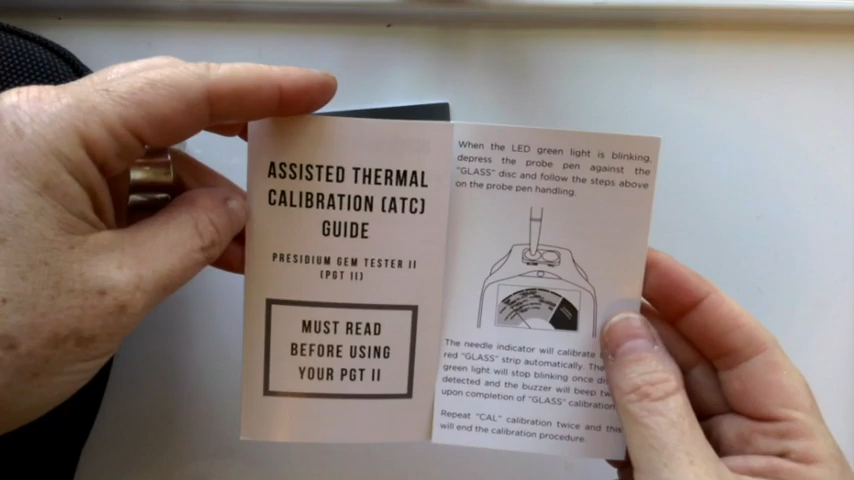 ASSISTED THERMAL
CALIBRATION (ATC)
GUIDE
PRESIDIUM GEM TESTER II
(PGT II)
MUST READ
BEFORE USING
YOUR PGT II
When the LED green light is blinking,
depress the probe pen against the
"GLASS" disc and follow the steps above
on the probe pen handling.
The needle indicator will calibrate
red "GLASS" strip automatically. The
green light will stop blinking once
detected and the buzzer will beep
upon completion of "GLASS" calibration
Repeat "CAL" calibration twice and this
will end the calibration procedure.